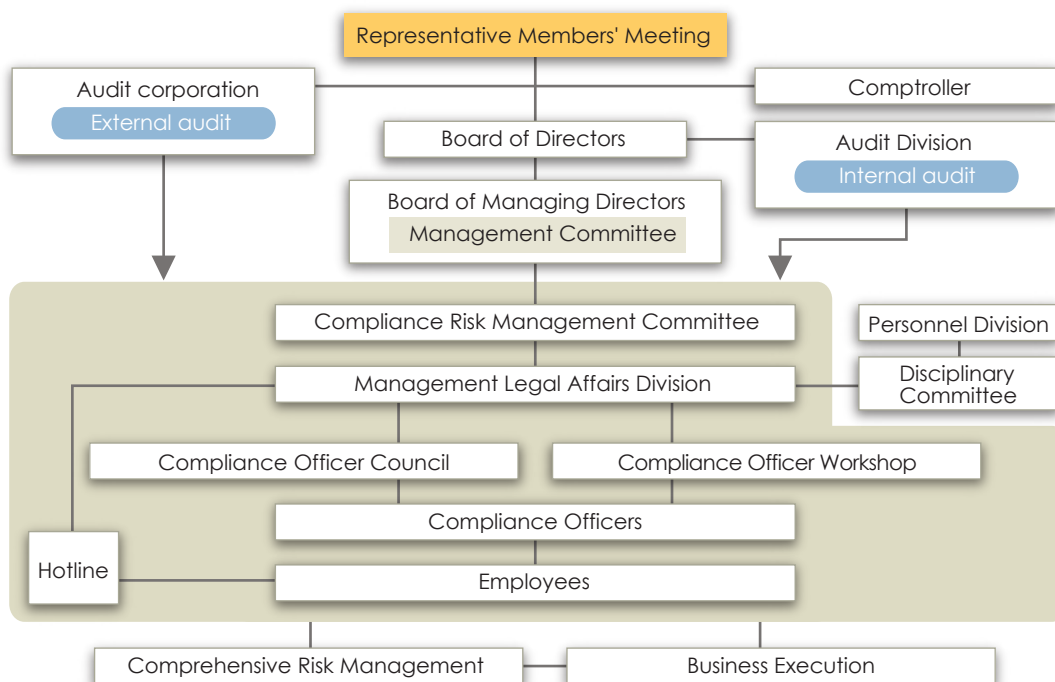 Representative Members' Meeting
Audit corporation
External audit
Comptroller
Board of Directors
Audit Division
Internal audit
Board of Managing Directors
Management Committee
Compliance Risk Management Committee
Personnel Division
Management Legal Affairs Division
Disciplinary
Committee
Compliance Officer Council
Compliance Officer Workshop
Compliance Officers
Hotline
Employees
Comprehensive Risk Management
Business Execution